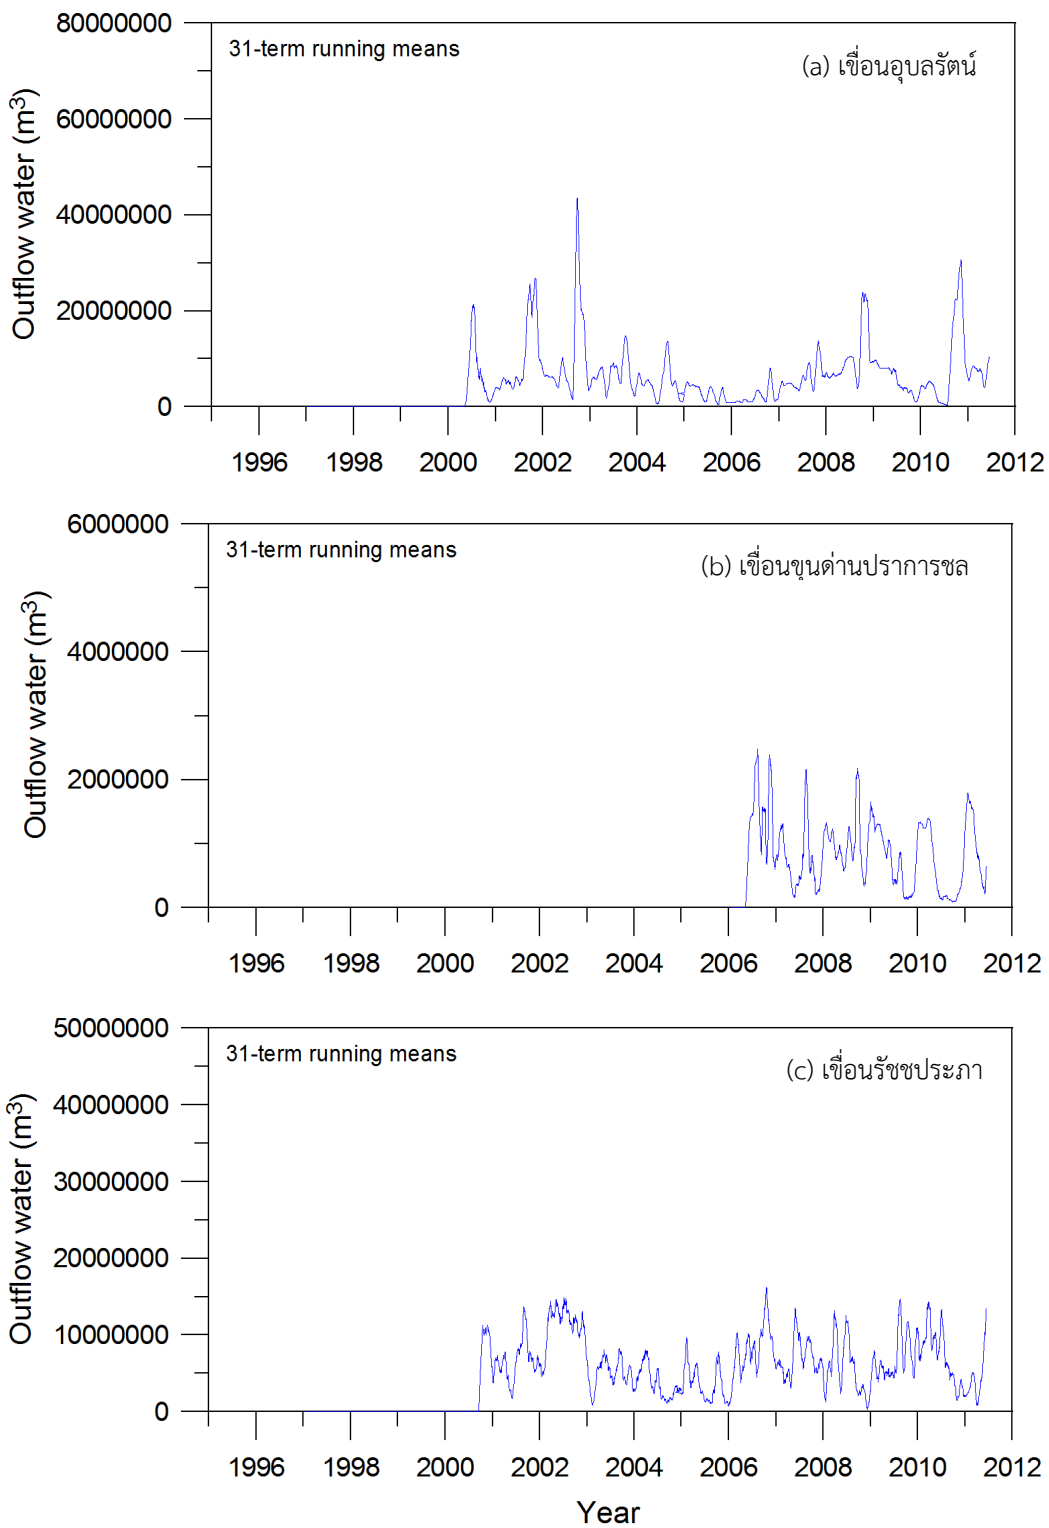 80000000
31-term running means
(a) เขื่อนอุบลรัตน์
60000000
40000000
20000000
0
Outflow water (m³)
1996 1998 2000 2002 2004 2006 2008 2010 2012
6000000
31-term running means
(b) เขื่อนขุนด่านปราการชล
4000000
2000000
0
Outflow water (m³)
1996 1998 2000 2002 2004 2006 2008 2010 2012
50000000
31-term running means
(c) เขื่อนรัชชประภา
40000000
30000000
20000000
10000000
0
Outflow water (m³)
1996 1998 2000 2002 2004 2006 2008 2010 2012
Year